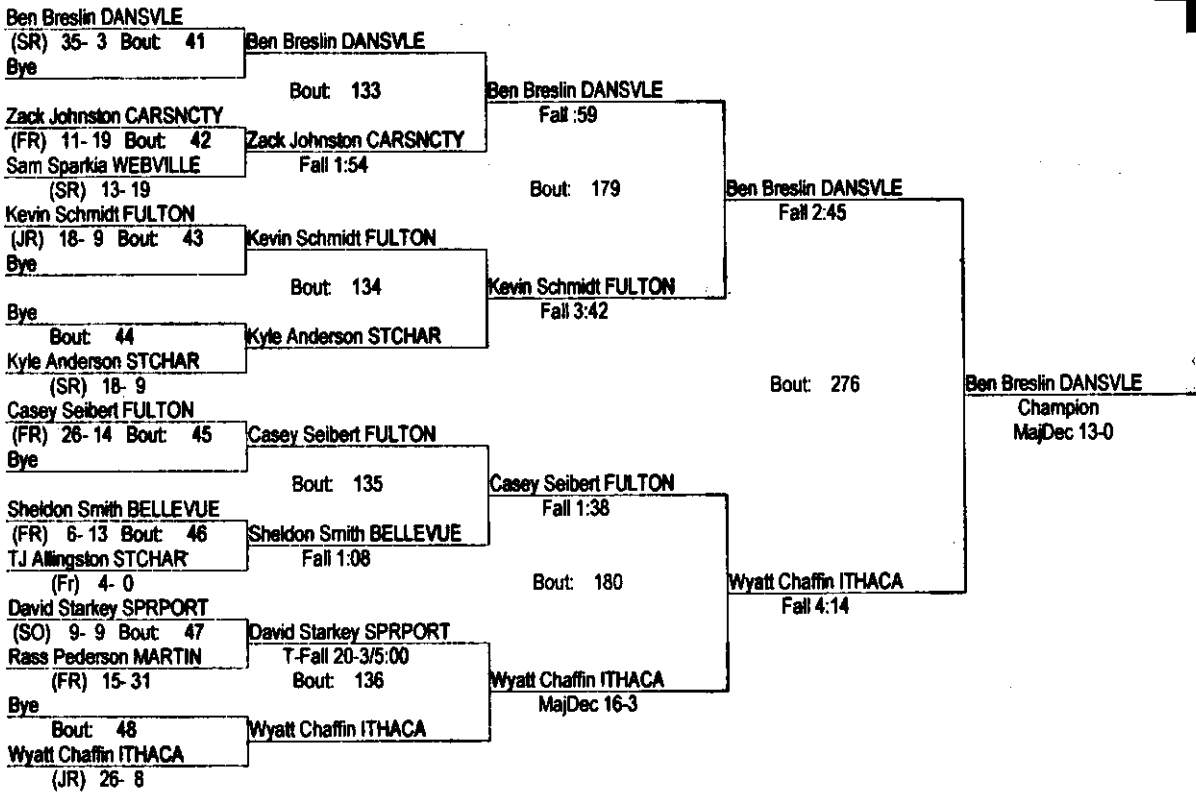 Ben Breslin DANSVLE
(SR) 35- 3 Bout: 41
Bye
Zack Johnston CARSNCTY
(FR) 11- 19 Bout: 42
Sam Sparkia WEBVILLE
(SR) 13- 19
Kevin Schmidt FULTON
(JR) 18- 9 Bout: 43
Bye
Bye
Bout: 44
Kyle Anderson STCHAR
(SR) 18- 9
Casey Seibert FULTON
(FR) 26- 14 Bout: 45
Bye
Sheldon Smith BELLEVUE
(FR) 6- 13 Bout: 46
TJ Allingston STCHAR
(Fr) 4- 0
David Starkey SPRPORT
(SO) 9- 9 Bout: 47
Rass Pederson MARTIN
(FR) 15- 31
Bye
Bout: 48
Wyatt Chaffin ITHACA
(JR) 26- 8
Ben Breslin DANSVLE
Bout: 133
Zack Johnston CARSNCTY
Fall 1:54
Kevin Schmidt FULTON
Bout: 134
Kyle Anderson STCHAR
Casey Seibert FULTON
Bout: 135
Sheldon Smith BELLEVUE
Fall 1:08
David Starkey SPRPORT
T-Fall 20-3/5:00
Bout: 136
Wyatt Chaffin ITHACA
Ben Breslin DANSVLE
Fall :59
Bout: 179
Kevin Schmidt FULTON
Fall 3:42
Casey Seibert FULTON
Fall 1:38
Bout: 180
Wyatt Chaffin ITHACA
MajDec 16-3
Ben Breslin DANSVLE
Fall 2:45
Bout: 276
Wyatt Chaffin ITHACA
Fall 4:14
Ben Breslin DANSVLE
Champion
MajDec 13-0